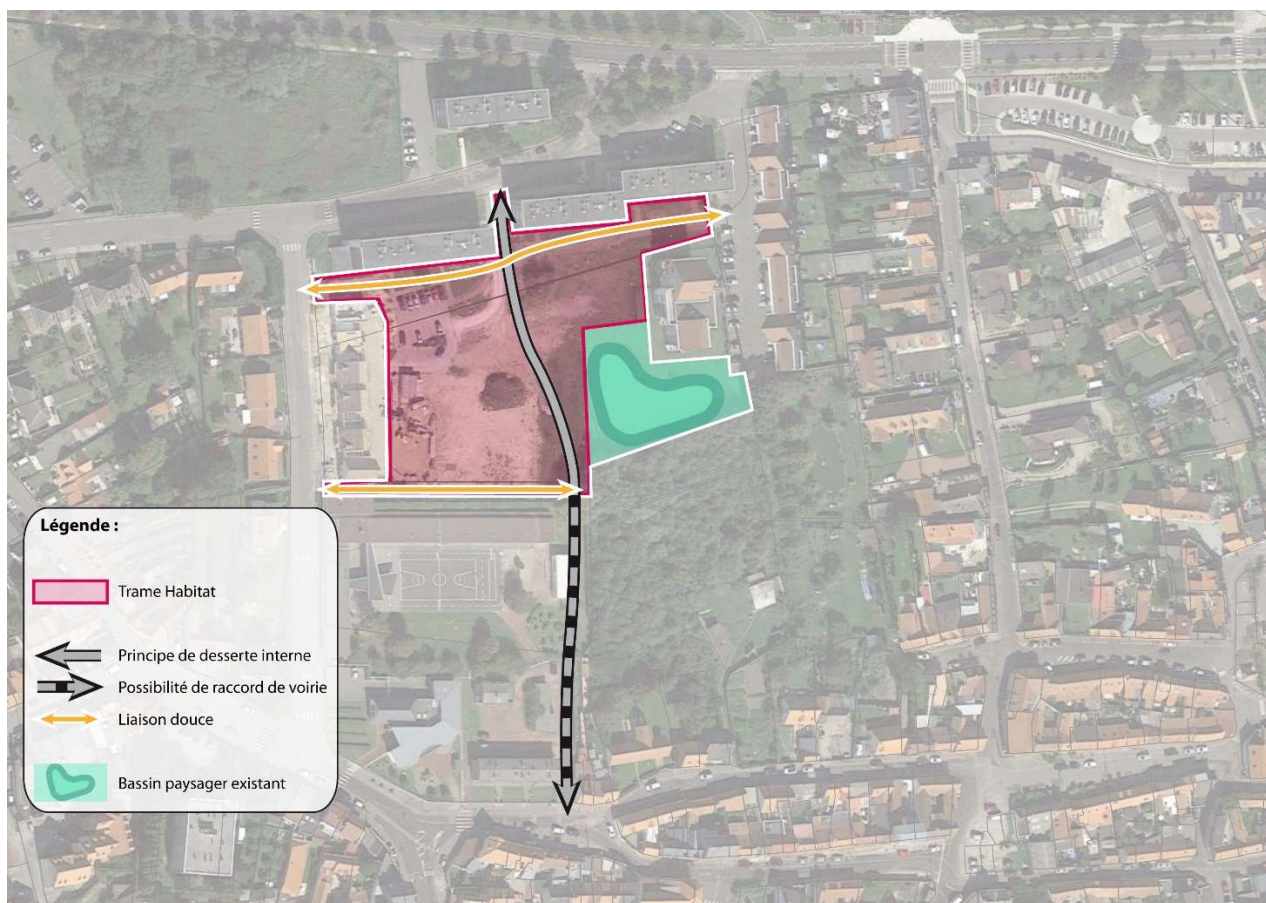 Légende :
Trame Habitat
Principe de desserte interne
Possibilité de raccord de voirie
Liaison douce
Bassin paysager existant